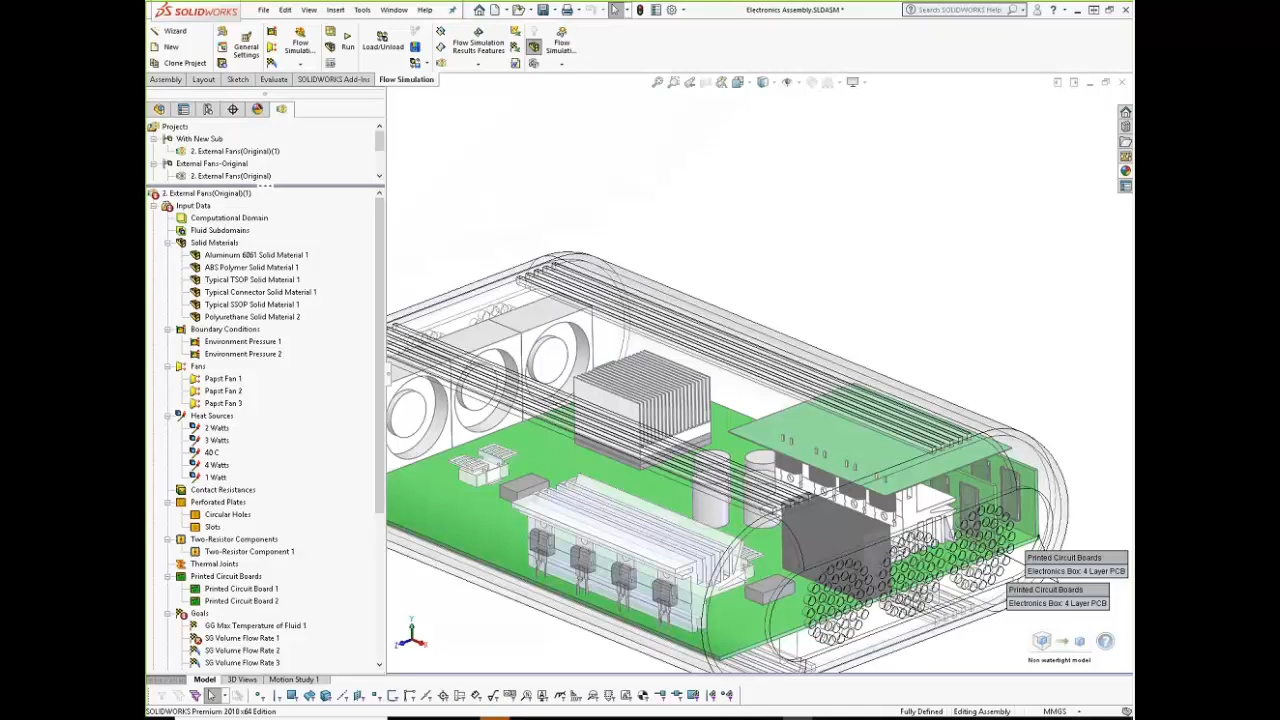 SOLIDWORKS File Edit View Insert Tools Window Help Electronics Assembly.SLDASM * Search SOLIDWORKS Help
Wizard
New
Clone Project
General Settings
Flow Simulati...
Run
Load/Unload
Flow Simulation Results Features
Flow Simulati...
Assembly Layout Sketch Evaluate SOLIDWORKS Add-Ins Flow Simulation
Projects
With New Sub
2. External Fans(Original)(1)
External Fans-Original
2. External Fans(Original)
2. External Fans(Original)(1)
Input Data
Computational Domain
Fluid Subdomains
Solid Materials
Aluminum 6061 Solid Material 1
ABS Polymer Solid Material 1
Typical TSOP Solid Material 1
Typical Connector Solid Material 1
Typical SSOP Solid Material 1
Polyurethane Solid Material 2
Boundary Conditions
Environment Pressure 1
Environment Pressure 2
Fans
Papst Fan 1
Papst Fan 2
Papst Fan 3
Heat Sources
2 Watts
3 Watts
40 C
4 Watts
1 Watt
Contact Resistances
Perforated Plates
Circular Holes
Slots
Two-Resistor Components
Two-Resistor Component 1
Thermal Joints
Printed Circuit Boards
Printed Circuit Board 1
Printed Circuit Board 2
Goals
GG Max Temperature of Fluid 1
SG Volume Flow Rate 1
SG Volume Flow Rate 2
SG Volume Flow Rate 3
Printed Circuit Boards
Electronics Box: 4 Layer PCB
Printed Circuit Boards
Electronics Box: 4 Layer PCB
Non watertight model
Y
Z
X
Model 3D Views Motion Study 1
SOLIDWORKS Premium 2018 x64 Edition Fully Defined Editing Assembly MMGS